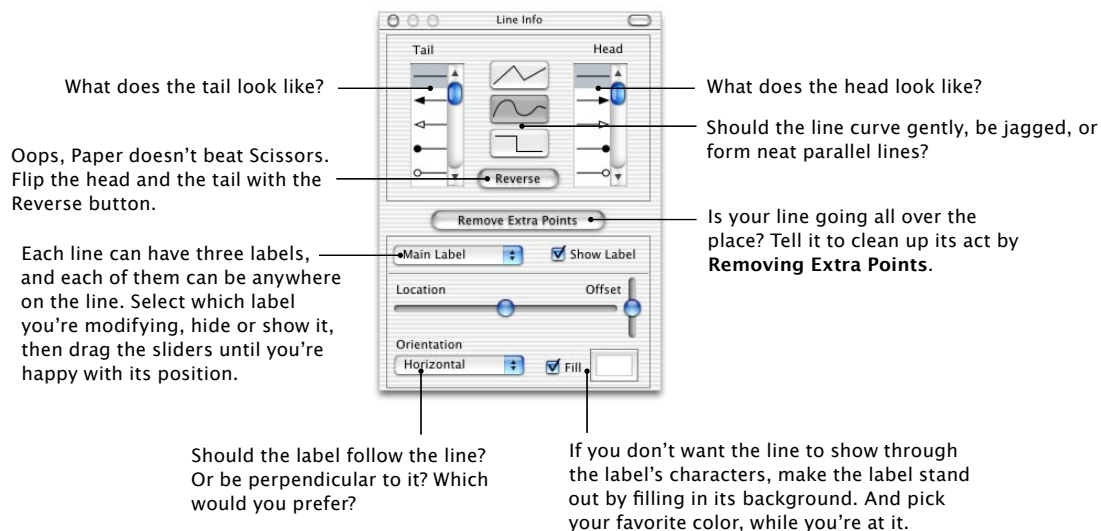 Line Info
Tail
Head
What does the tail look like?
What does the head look like?
Should the line curve gently, be jagged, or
form neat parallel lines?
Oops, Paper doesn’t beat Scissors.
Flip the head and the tail with the
Reverse button.
Reverse
Remove Extra Points
Is your line going all over the
place? Tell it to clean up its act by
Removing Extra Points.
Each line can have three labels,
and each of them can be anywhere
on the line. Select which label
you’re modifying, hide or show it,
then drag the sliders until you’re
happy with its position.
Main Label
Show Label
Location
Offset
Orientation
Horizontal
Fill
Should the label follow the line?
Or be perpendicular to it? Which
would you prefer?
If you don’t want the line to show through
the label’s characters, make the label stand
out by filling in its background. And pick
your favorite color, while you’re at it.